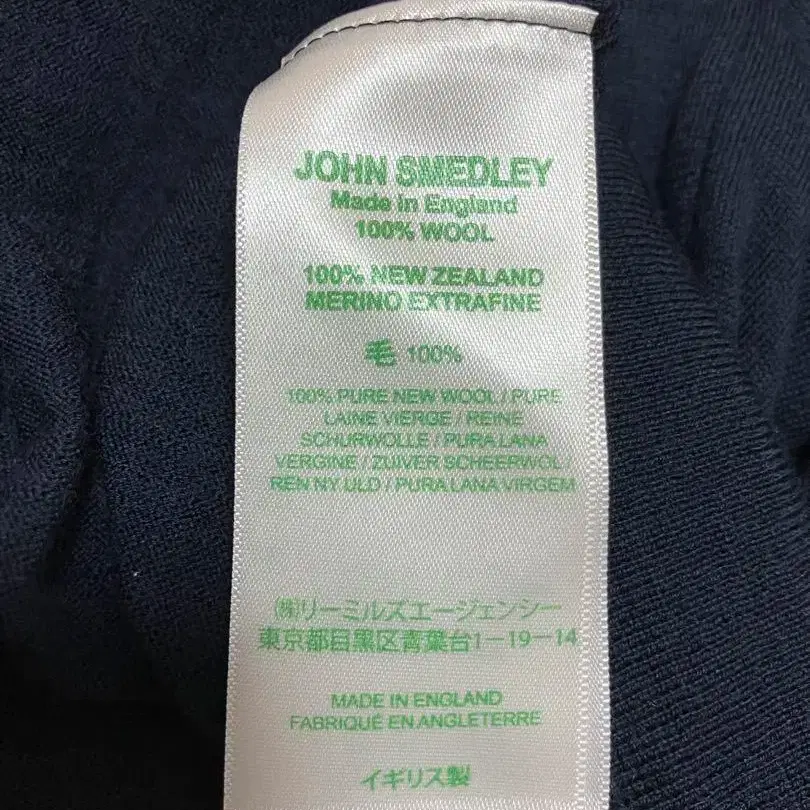 JOHN SMEDLEY
Made in England
100% WOOL
100% NEW ZEALAND
MERINO EXTRAFINE
毛 100%
100% PURE NEW WOOL / PURE
LAINE VIERGE / REINE
SCHURWOLLE / PURA LANA
VERGINE / ZUIVER SCHEERWOL /
REN NY ULD / PURA LANA VIRGEM
㈱リーミルズエージェンシー
東京都目黒区青葉台1－19－14
MADE IN ENGLAND
FABRIQUÉ EN ANGLETERRE
イギリス製